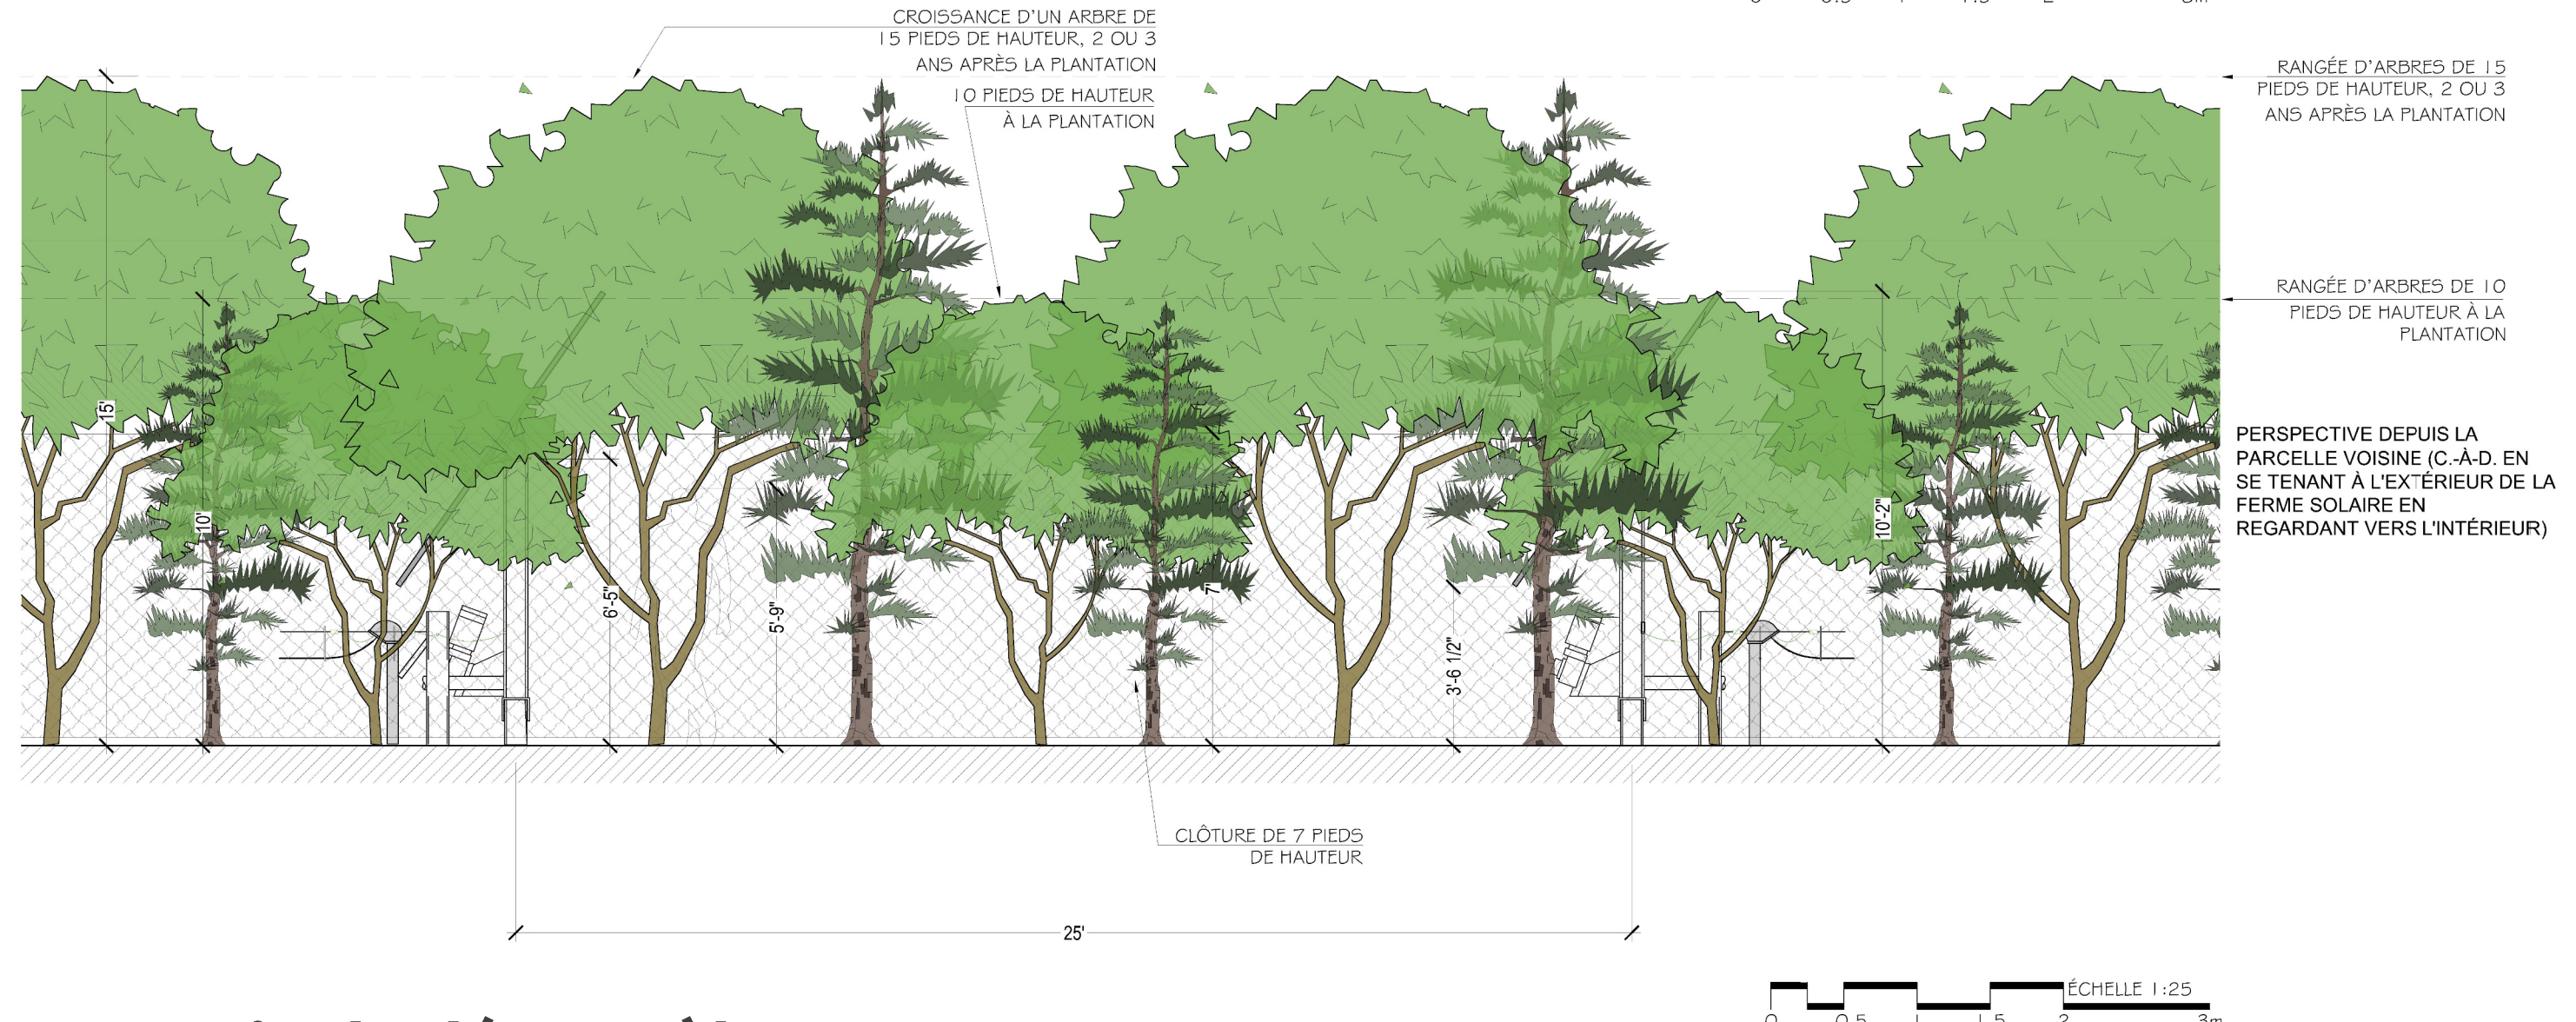 CROISSANCE D'UN ARBRE DE
15 PIEDS DE HAUTEUR, 2 OU 3
ANS APRÈS LA PLANTATION
10 PIEDS DE HAUTEUR
À LA PLANTATION
RANGÉE D'ARBRES DE 15
PIEDS DE HAUTEUR, 2 OU 3
ANS APRÈS LA PLANTATION
RANGÉE D'ARBRES DE 10
PIEDS DE HAUTEUR À LA
PLANTATION
PERSPECTIVE DEPUIS LA
PARCELLE VOISINE (C.-À-D. EN
SE TENANT À L'EXTÉRIEUR DE LA
FERME SOLAIRE EN
REGARDANT VERS L'INTÉRIEUR)
15'
10'
6'-5"
5'-9"
7'
3'-6 1/2"
10'-2"
CLÔTURE DE 7 PIEDS
DE HAUTEUR
25'
ÉCHELLE 1:25
0 0.5 1 1.5 2 3m